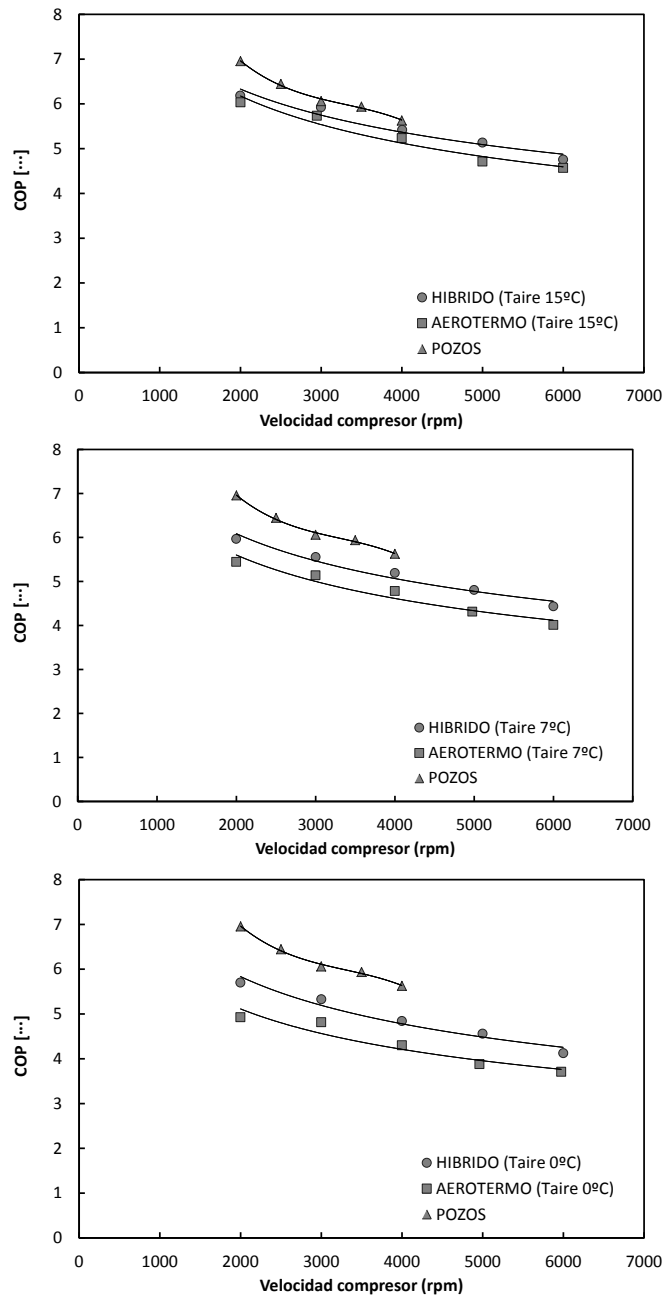 8
7
6
5
4
3
2
1
0
COP [---]
HIBRIDO (Taire 15ºC)
AEROTERMO (Taire 15ºC)
POZOS
0 1000 2000 3000 4000 5000 6000 7000
Velocidad compresor (rpm)
8
7
6
5
4
3
2
1
0
COP [---]
HIBRIDO (Taire 7ºC)
AEROTERMO (Taire 7ºC)
POZOS
0 1000 2000 3000 4000 5000 6000 7000
Velocidad compresor (rpm)
8
7
6
5
4
3
2
1
0
COP [---]
HIBRIDO (Taire 0ºC)
AEROTERMO (Taire 0ºC)
POZOS
0 1000 2000 3000 4000 5000 6000 7000
Velocidad compresor (rpm)